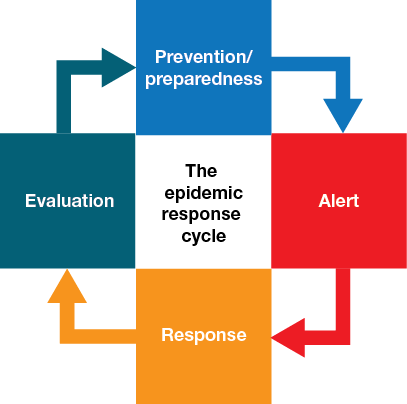 Prevention/
preparedness
Evaluation
The
epidemic
response
cycle
Alert
Response